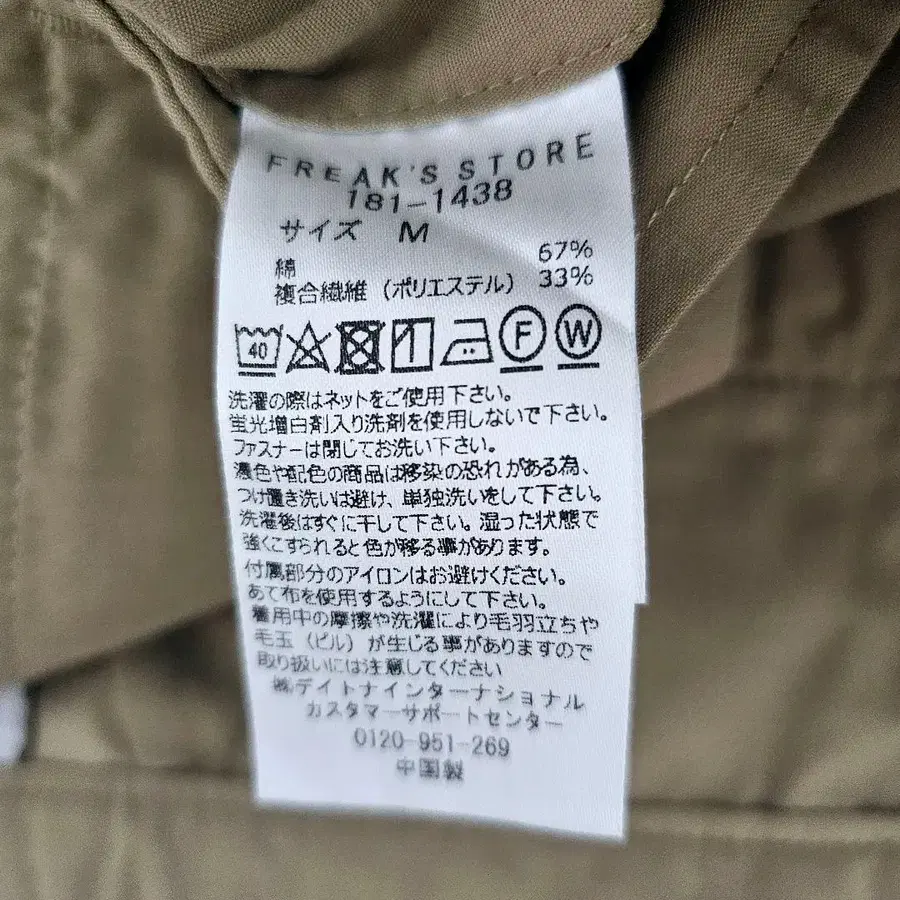 FREAK'S STORE
181-1438
サイズ M
綿 67%
複合繊維 (ポリエステル) 33%
40 F W
洗濯の際はネットをご使用下さい。
蛍光増白剤入り洗剤を使用しないで下さい。
ファスナーは閉じてお洗い下さい。
濃色や配色の商品は移染の恐れがある為、
つけ置き洗いは避け、単独洗いをして下さい。
洗濯後はすぐに干して下さい。湿った状態で
強くこすられると色が移る事があります。
付属部分のアイロンはお避けください。
あて布を使用するようにして下さい。
着用中の摩擦や洗濯により毛羽立ちや
毛玉 (ピル) が生じる事がありますので
取り扱いには注意してください
㈱デイトナインターナショナル
カスタマーサポートセンター
0120-951-269
中国製